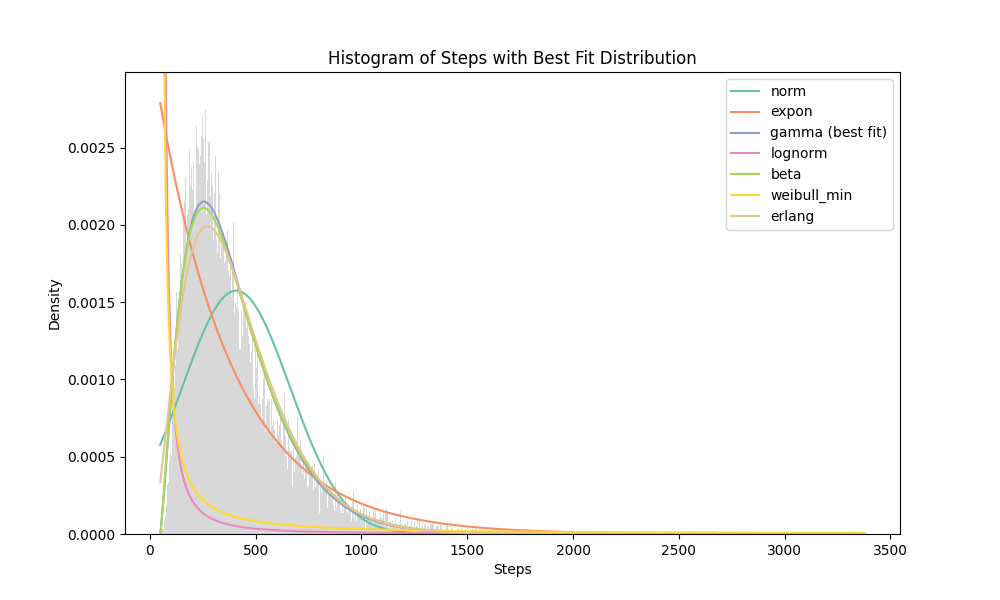 Histogram of Steps with Best Fit Distribution
norm
expon
gamma (best fit)
lognorm
beta
weibull_min
erlang
0.0025
0.0020
0.0015
0.0010
0.0005
0.0000
Density
0
500
1000
1500
2000
2500
3000
3500
Steps